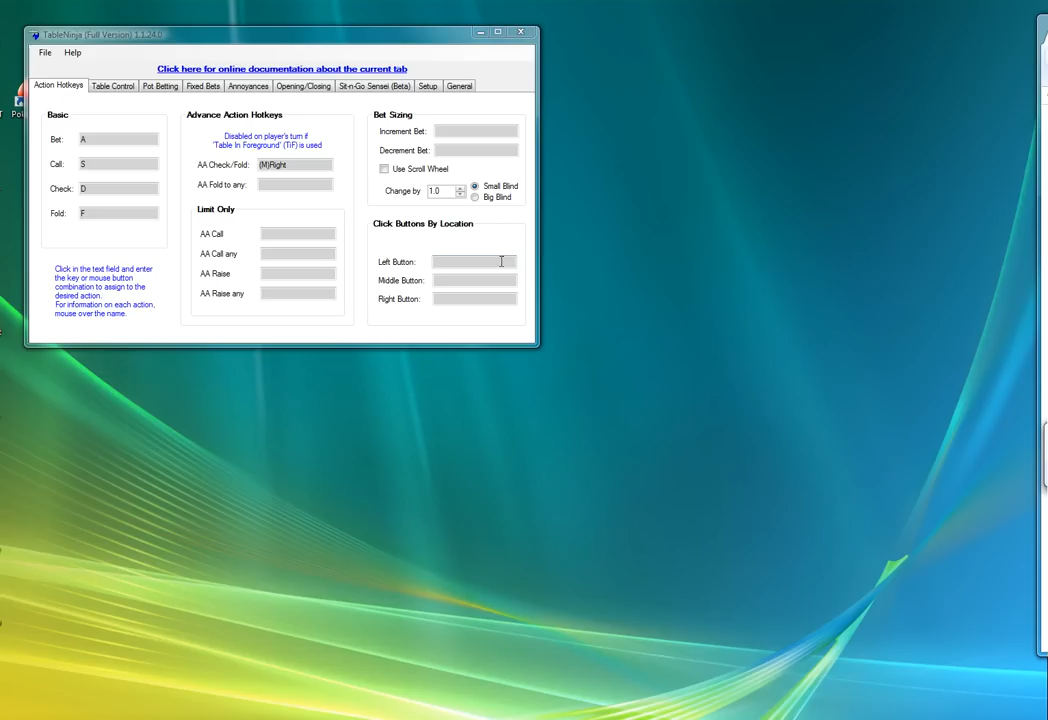 TableNinja (Full Version) 1.1.24.0
File Help
Click here for online documentation about the current tab
Action Hotkeys Table Control Pot Betting Fixed Bets Annoyances Opening/Closing Sit-n-Go Sensei (Beta) Setup General
Basic
Bet: A
Call: S
Check: D
Fold: F
Click in the text field and enter
the key or mouse button
combination to assign to the
desired action.
For information on each action,
mouse over the name.
Advance Action Hotkeys
Disabled on player's turn if
'Table In Foreground' (TiF) is used
AA Check/Fold: (M)Right
AA Fold to any:
Limit Only
AA Call
AA Call any
AA Raise
AA Raise any
Bet Sizing
Increment Bet:
Decrement Bet:
Use Scroll Wheel
Change by 1.0 Small Blind
Big Blind
Click Buttons By Location
Left Button:
Middle Button:
Right Button: